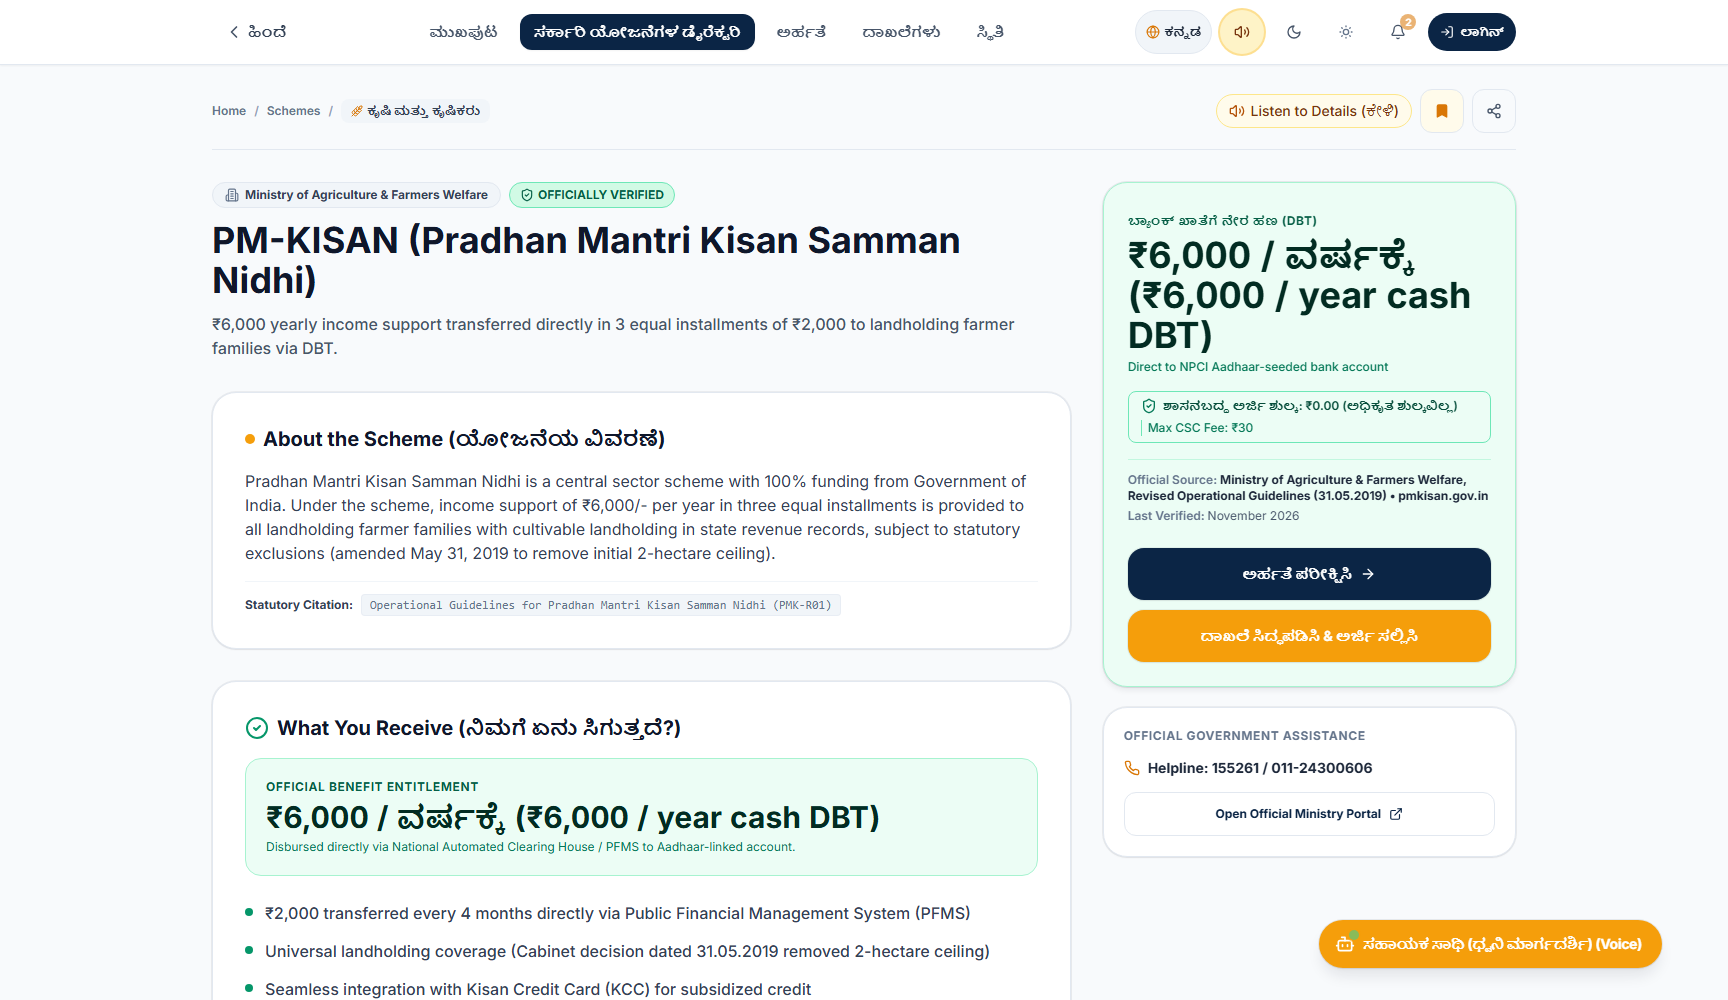 ಹಿಂದೆ
ಮುಖಪುಟ
ಸರ್ಕಾರಿ ಯೋಜನೆಗಳ ಡೈರೆಕ್ಟರಿ
ಅರ್ಹತೆ
ದಾಖಲೆಗಳು
ಸ್ಥಿತಿ
ಕನ್ನಡ
2
ಲಾಗಿನ್
Home / Schemes / ಕೃಷಿ ಮತ್ತು ಕೃಷಿಕರು
Listen to Details (ಕೇಳಿ)
Ministry of Agriculture & Farmers Welfare
OFFICIALLY VERIFIED
PM-KISAN (Pradhan Mantri Kisan Samman
Nidhi)
₹6,000 yearly income support transferred directly in 3 equal installments of ₹2,000 to landholding farmer
families via DBT.
About the Scheme (ಯೋಜನೆಯ ವಿವರಣೆ)
Pradhan Mantri Kisan Samman Nidhi is a central sector scheme with 100% funding from Government of
India. Under the scheme, income support of ₹6,000/- per year in three equal installments is provided to
all landholding farmer families with cultivable landholding in state revenue records, subject to statutory
exclusions (amended May 31, 2019 to remove initial 2-hectare ceiling).
Statutory Citation: Operational Guidelines for Pradhan Mantri Kisan Samman Nidhi (PMK-R01)
What You Receive (ನಿಮಗೆ ಏನು ಸಿಗುತ್ತದೆ?)
OFFICIAL BENEFIT ENTITLEMENT
₹6,000 / ವರ್ಷಕ್ಕೆ (₹6,000 / year cash DBT)
Disbursed directly via National Automated Clearing House / PFMS to Aadhaar-linked account.
₹2,000 transferred every 4 months directly via Public Financial Management System (PFMS)
Universal landholding coverage (Cabinet decision dated 31.05.2019 removed 2-hectare ceiling)
Seamless integration with Kisan Credit Card (KCC) for subsidized credit
ಬ್ಯಾಂಕ್ ಖಾತೆಗೆ ನೇರ ಹಣ (DBT)
₹6,000 / ವರ್ಷಕ್ಕೆ
(₹6,000 / year cash
DBT)
Direct to NPCI Aadhaar-seeded bank account
ಶಾಸನಬದ್ಧ ಅರ್ಜಿ ಶುಲ್ಕ: ₹0.00 (ಅಧಿಕೃತ ಶುಲ್ಕವಿಲ್ಲ)
Max CSC Fee: ₹30
Official Source: Ministry of Agriculture & Farmers Welfare,
Revised Operational Guidelines (31.05.2019) • pmkisan.gov.in
Last Verified: November 2026
ಅರ್ಹತೆ ಪರೀಕ್ಷಿಸಿ
ದಾಖಲೆ ಸಿದ್ಧಪಡಿಸಿ & ಅರ್ಜಿ ಸಲ್ಲಿಸಿ
OFFICIAL GOVERNMENT ASSISTANCE
Helpline: 155261 / 011-24300606
Open Official Ministry Portal
ಸಹಾಯಕ ಸಾಥಿ (ಧ್ವನಿ ಮಾರ್ಗದರ್ಶಿ) (Voice)